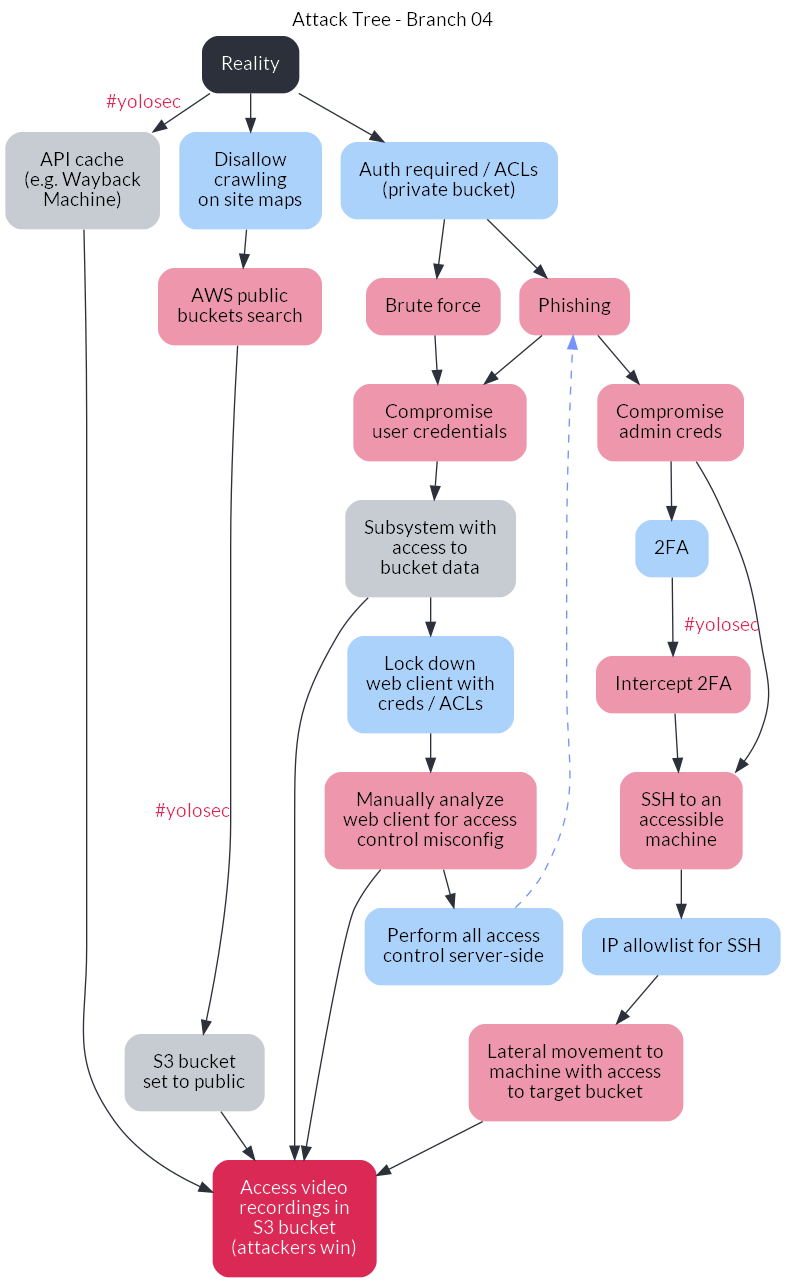 Attack Tree - Branch 04
Reality
#yolosec
API cache
(e.g. Wayback
Machine)
Disallow
crawling
on site maps
Auth required / ACLs
(private bucket)
AWS public
buckets search
Brute force
Phishing
Compromise
user credentials
Compromise
admin creds
Subsystem with
access to
bucket data
2FA
#yolosec
Lock down
web client with
creds / ACLs
Intercept 2FA
#yolosec
Manually analyze
web client for access
control misconfig
SSH to an
accessible
machine
Perform all access
control server-side
IP allowlist for SSH
S3 bucket
set to public
Lateral movement to
machine with access
to target bucket
Access video
recordings in
S3 bucket
(attackers win)